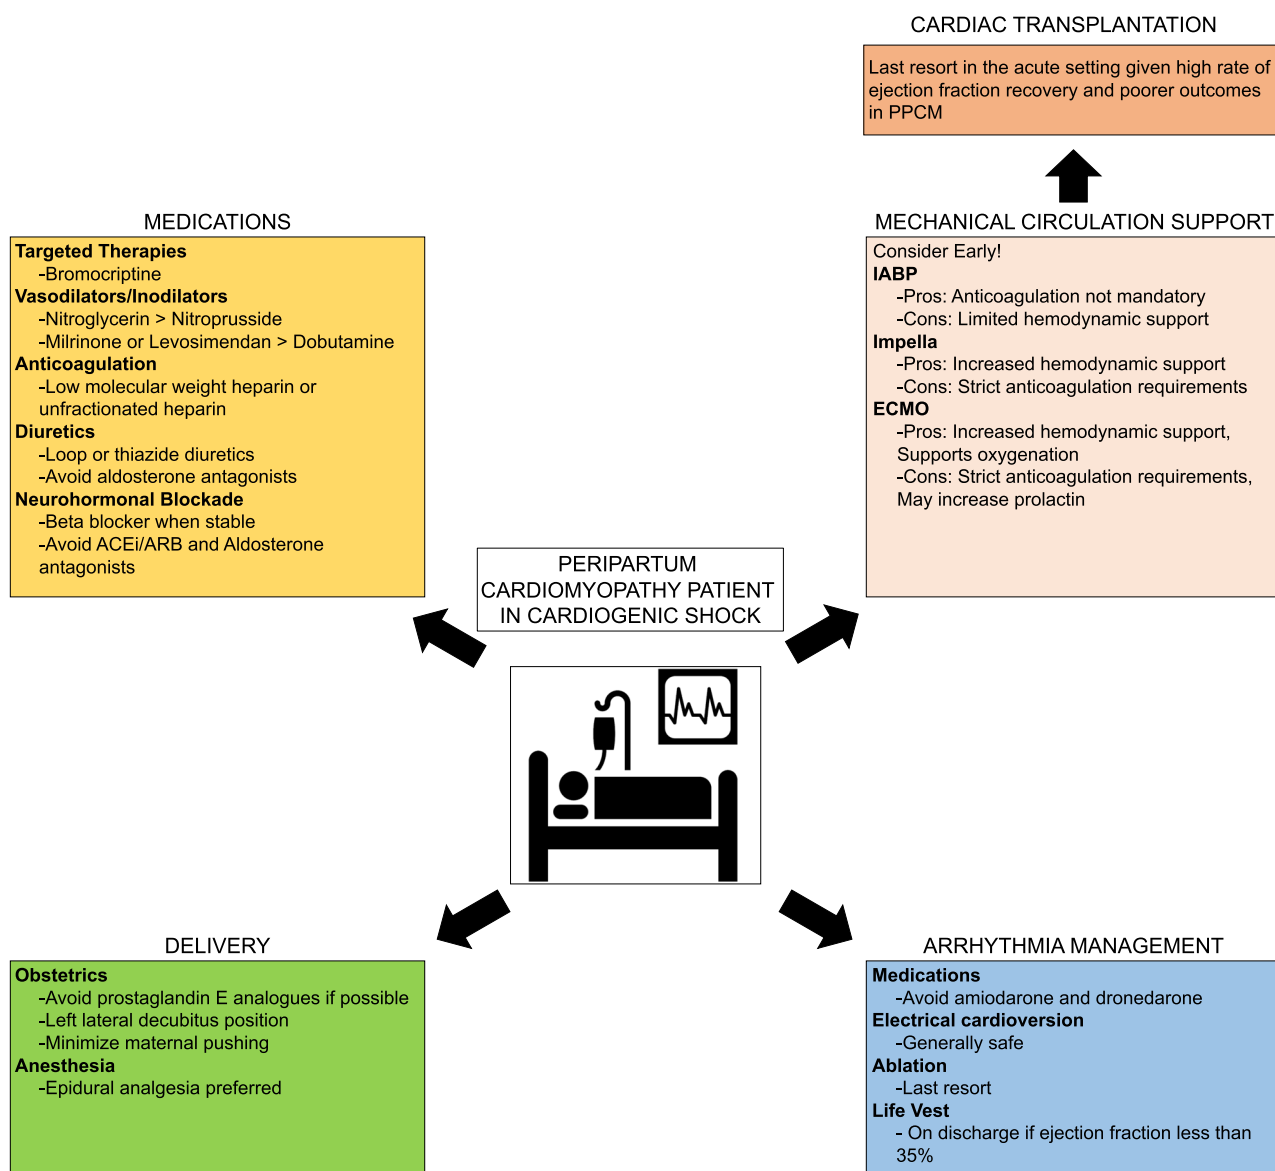 CARDIAC TRANSPLANTATION
Last resort in the acute setting given high rate of
ejection fraction recovery and poorer outcomes
in PPCM
MEDICATIONS
Targeted Therapies
-Bromocriptine
Vasodilators/Inodilators
-Nitroglycerin > Nitroprusside
-Milrinone or Levosimendan > Dobutamine
Anticoagulation
-Low molecular weight heparin or
unfractionated heparin
Diuretics
-Loop or thiazide diuretics
-Avoid aldosterone antagonists
Neurohormonal Blockade
-Beta blocker when stable
-Avoid ACEi/ARB and Aldosterone
antagonists
MECHANICAL CIRCULATION SUPPORT
Consider Early!
IABP
-Pros: Anticoagulation not mandatory
-Cons: Limited hemodynamic support
Impella
-Pros: Increased hemodynamic support
-Cons: Strict anticoagulation requirements
ECMO
-Pros: Increased hemodynamic support,
Supports oxygenation
-Cons: Strict anticoagulation requirements,
May increase prolactin
PERIPARTUM
CARDIOMYOPATHY PATIENT
IN CARDIOGENIC SHOCK
DELIVERY
Obstetrics
-Avoid prostaglandin E analogues if possible
-Left lateral decubitus position
-Minimize maternal pushing
Anesthesia
-Epidural analgesia preferred
ARRHYTHMIA MANAGEMENT
Medications
-Avoid amiodarone and dronedarone
Electrical cardioversion
-Generally safe
Ablation
-Last resort
Life Vest
- On discharge if ejection fraction less than
35%